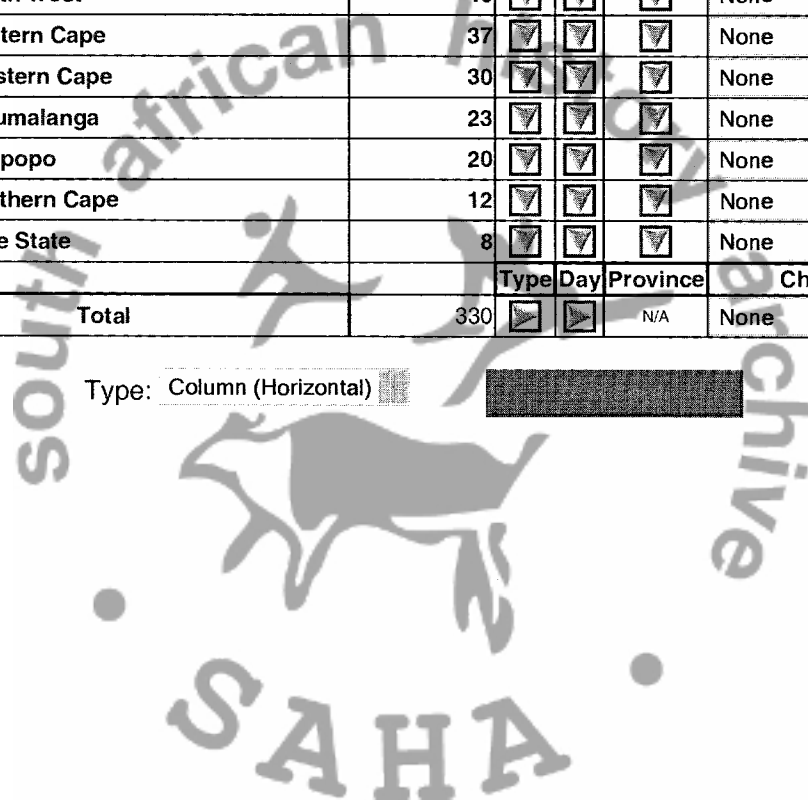 tern Cape 37 None
stern Cape 30 None
umalanga 23 None
popo 20 None
thern Cape 12 None
e State 8 None
Type Day Province Ch
Total 330 N/A None
Type: Column (Horizontal)
south african history archive
SAHA